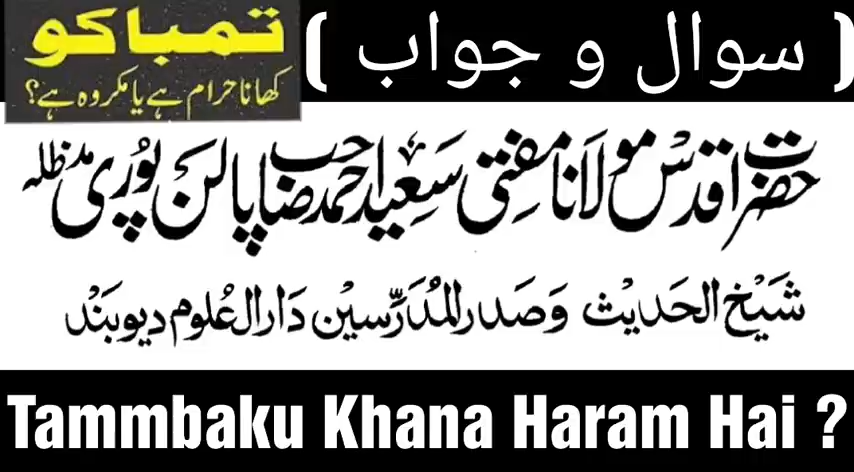 ( سوال و جواب )
تمباکو
کھانا حرام ہے یا مکروہ ہے؟
حضرت اقدس مولانا مفتی سعید احمد صاحب پالن پوری مدظلہ
شیخ الحدیث وصدر المدرسین دارالعلوم دیوبند
Tammbaku Khana Haram Hai ?